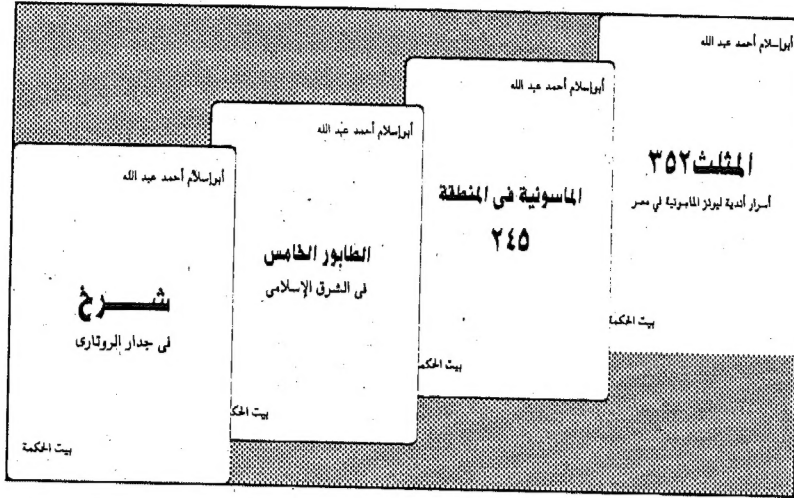 أبو إسلام أحمد عبد الله
المثلث ٣٥٢
أسرار أندية ليونز الماسونية في مصر
بيت الحكمة
أبو إسلام أحمد عبد الله
الماسونية فى المنطقة
٢٤٥
بيت الحكمة
أبو إسلام أحمد عبد الله
الطابور الخامس
فى الشرق الإسلامى
بيت الحكـ
أبو إسلام أحمد عبد الله
شـــرخ
فى جدار الروتارى
بيت الحكمة